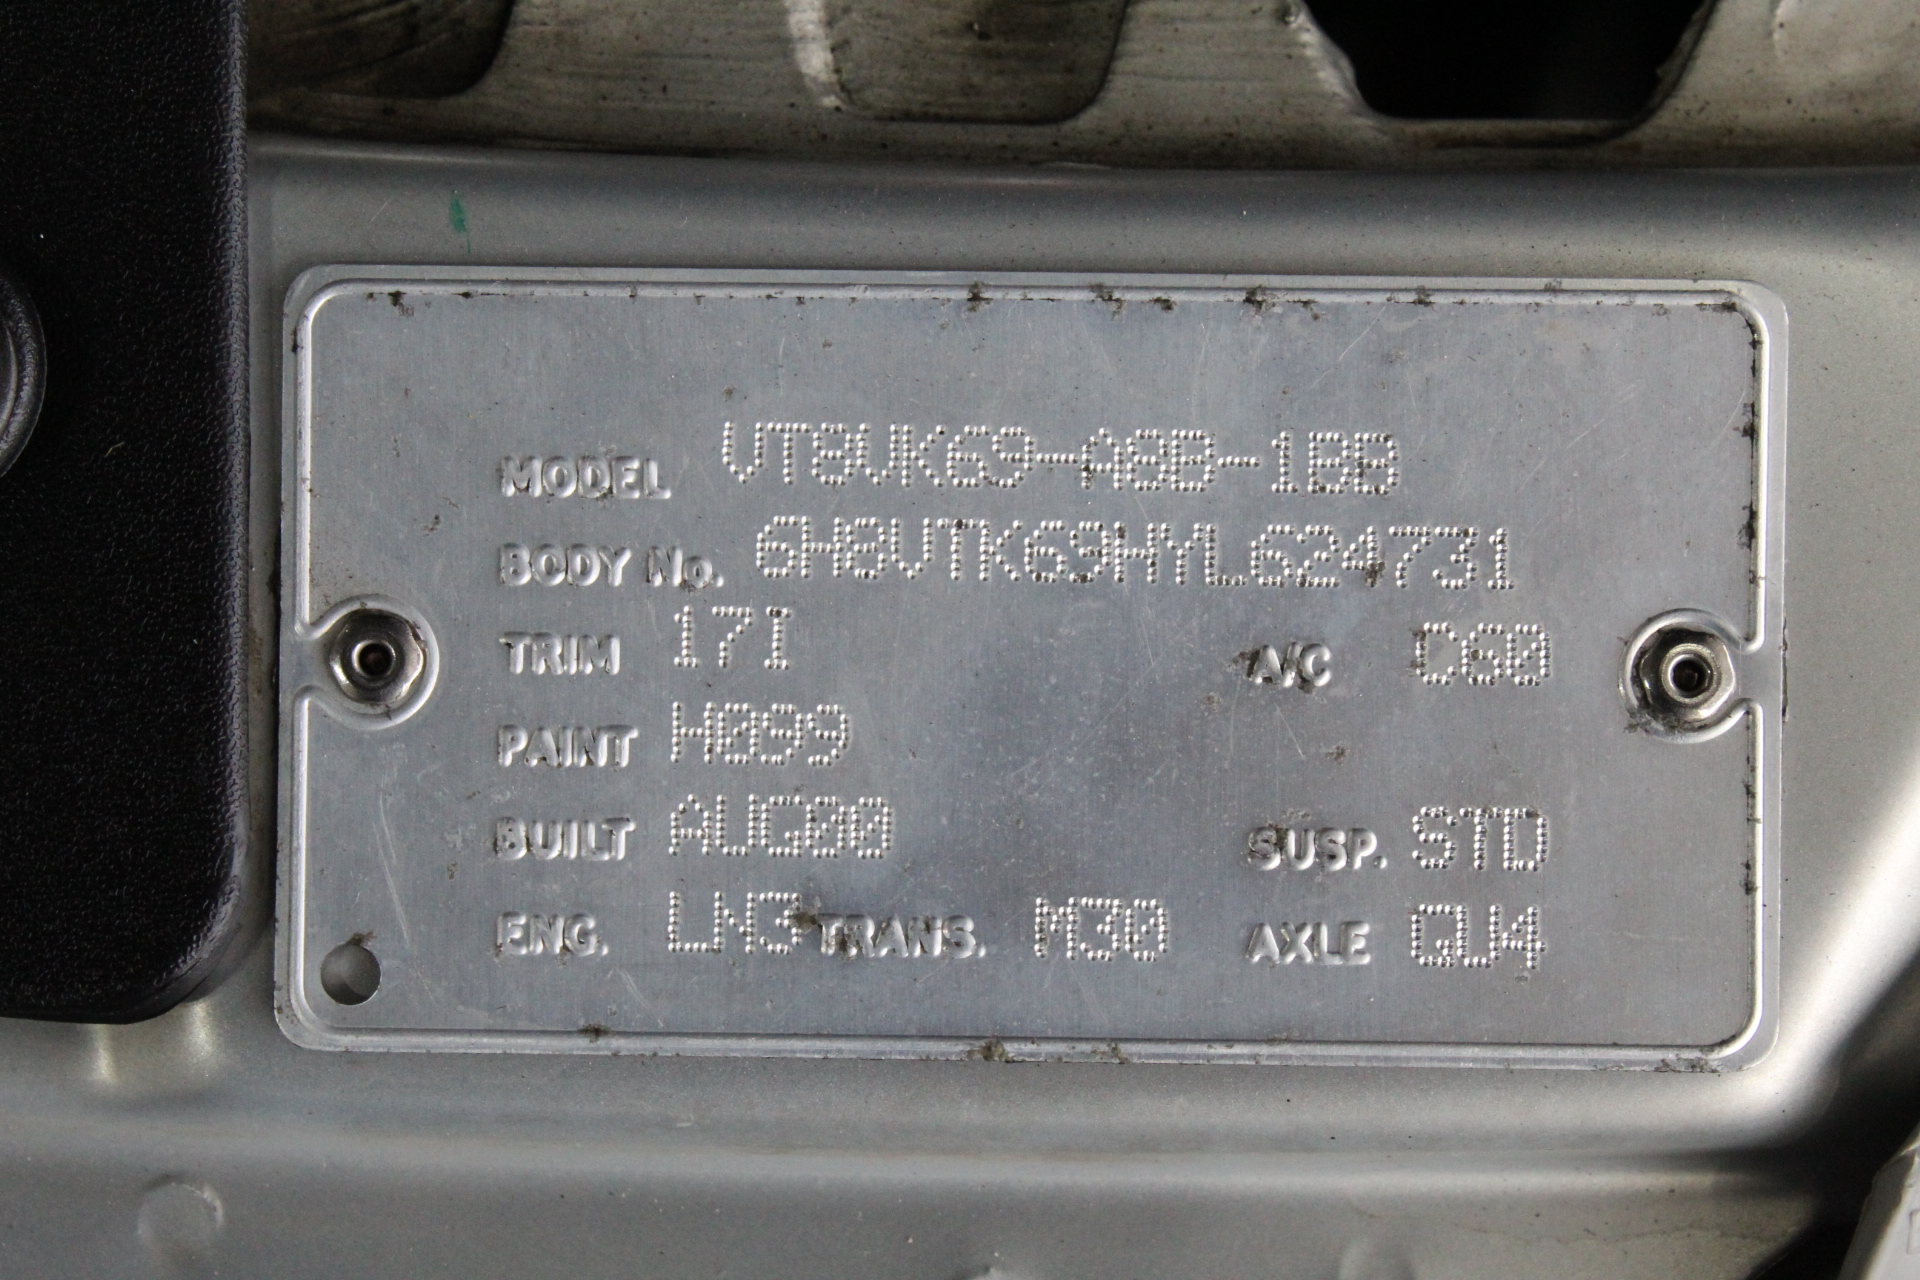 MODEL VT8VK69-A8B-1BB
BODY No. 6H8VTK69HYL624731
TRIM 17I A/C C60
PAINT H099
BUILT AUG00 SUSP. STD
ENG. LN3 TRANS. M30 AXLE GU4